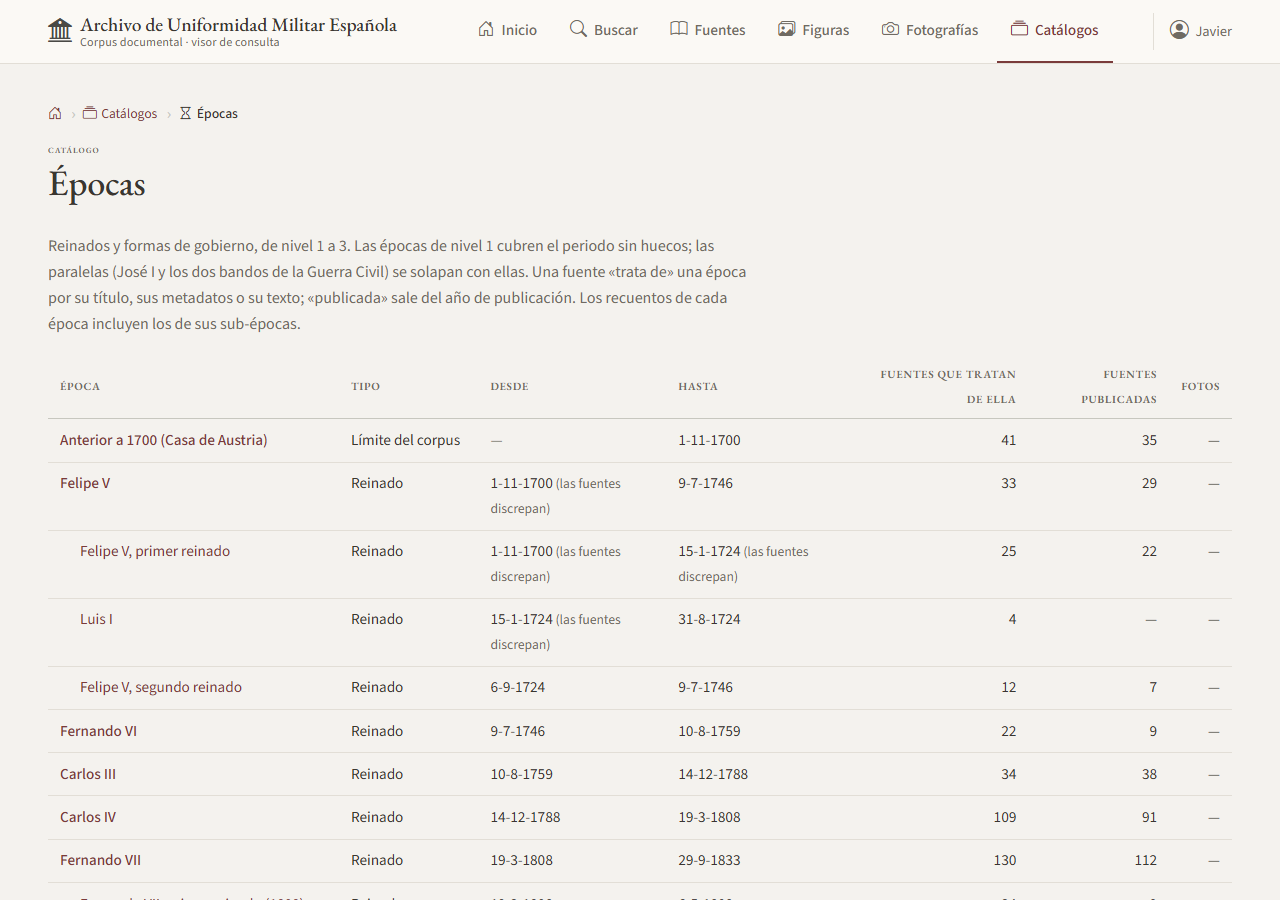 Archivo de Uniformidad Militar Española
Corpus documental · visor de consulta
Inicio
Buscar
Fuentes
Figuras
Fotografías
Catálogos
Javier
› Catálogos › Épocas
CATÁLOGO
Épocas
Reinados y formas de gobierno, de nivel 1 a 3. Las épocas de nivel 1 cubren el periodo sin huecos; las
paralelas (José I y los dos bandos de la Guerra Civil) se solapan con ellas. Una fuente «trata de» una época
por su título, sus metadatos o su texto; «publicada» sale del año de publicación. Los recuentos de cada
época incluyen los de sus sub-épocas.
ÉPOCA TIPO DESDE HASTA FUENTES QUE TRATAN DE ELLA FUENTES PUBLICADAS FOTOS
Anterior a 1700 (Casa de Austria) Límite del corpus — 1-11-1700 41 35 —
Felipe V Reinado 1-11-1700 (las fuentes discrepan) 9-7-1746 33 29 —
Felipe V, primer reinado Reinado 1-11-1700 (las fuentes discrepan) 15-1-1724 (las fuentes discrepan) 25 22 —
Luis I Reinado 15-1-1724 (las fuentes discrepan) 31-8-1724 4 — —
Felipe V, segundo reinado Reinado 6-9-1724 9-7-1746 12 7 —
Fernando VI Reinado 9-7-1746 10-8-1759 22 9 —
Carlos III Reinado 10-8-1759 14-12-1788 34 38 —
Carlos IV Reinado 14-12-1788 19-3-1808 109 91 —
Fernando VII Reinado 19-3-1808 29-9-1833 130 112 —